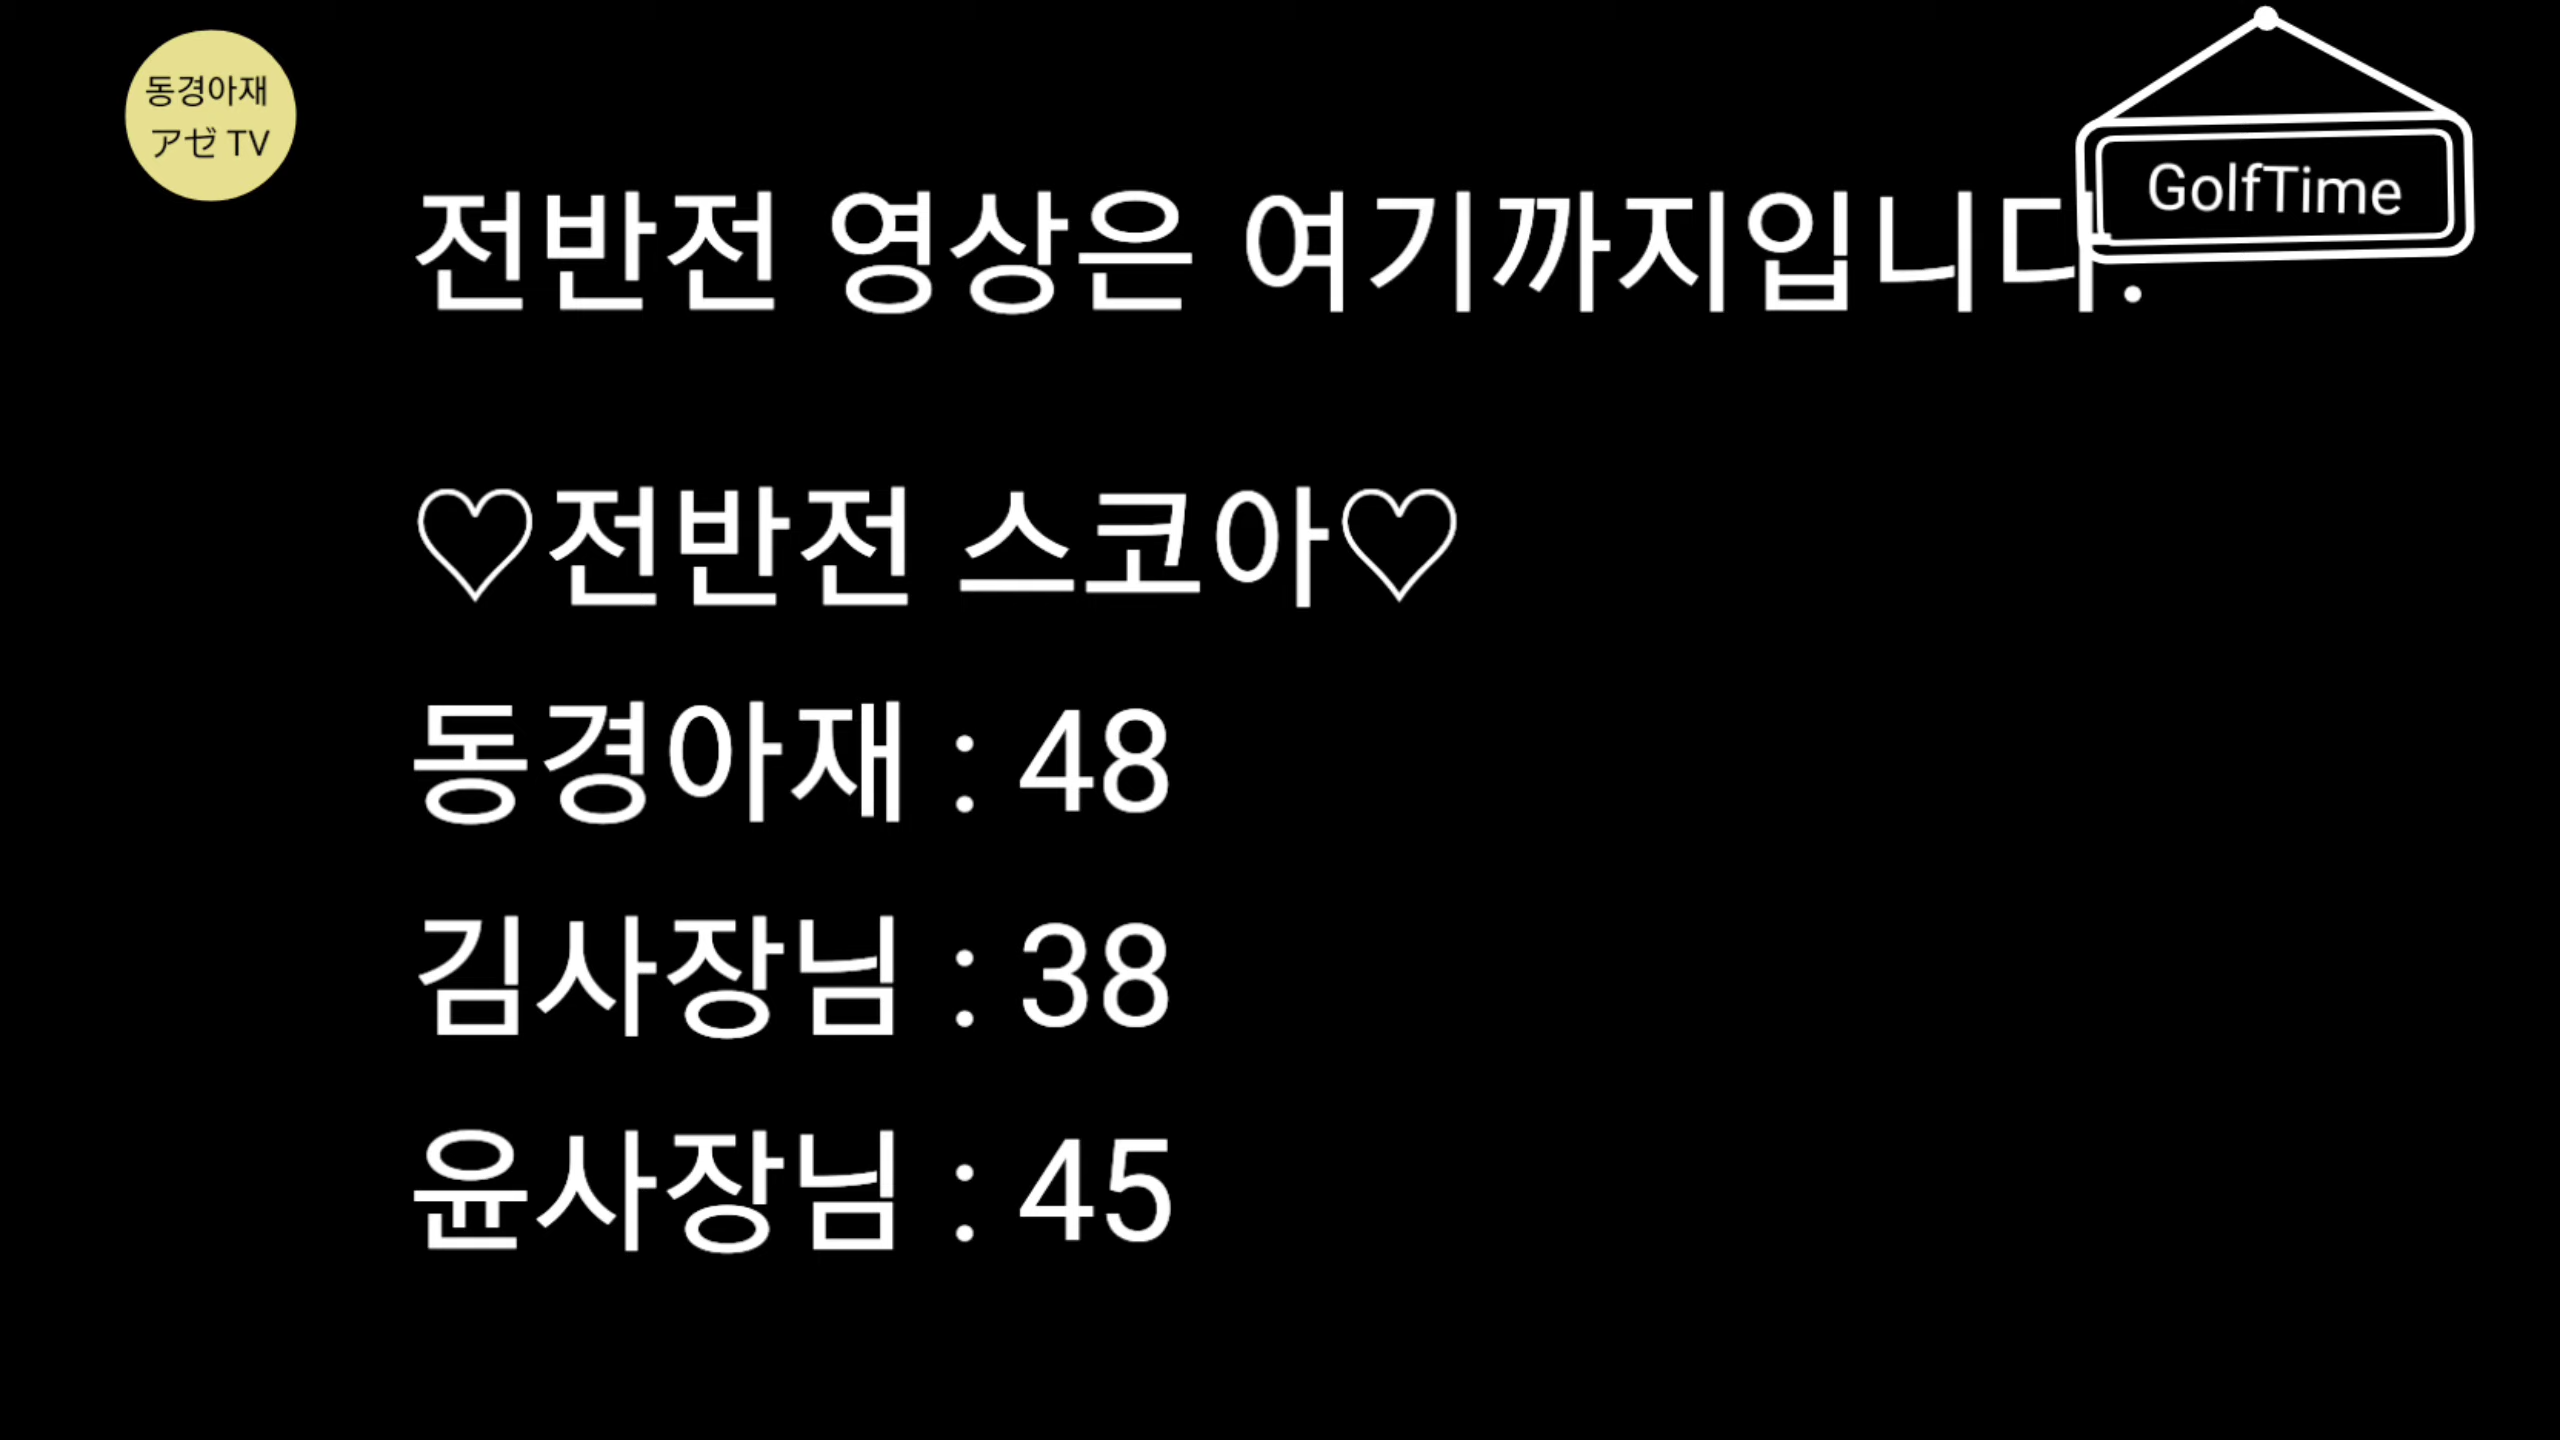 동경아재
アゼ TV
GolfTime
전반전 영상은 여기까지입니다.
♡전반전 스코아♡
동경아재 : 48
김사장님 : 38
윤사장님 : 45